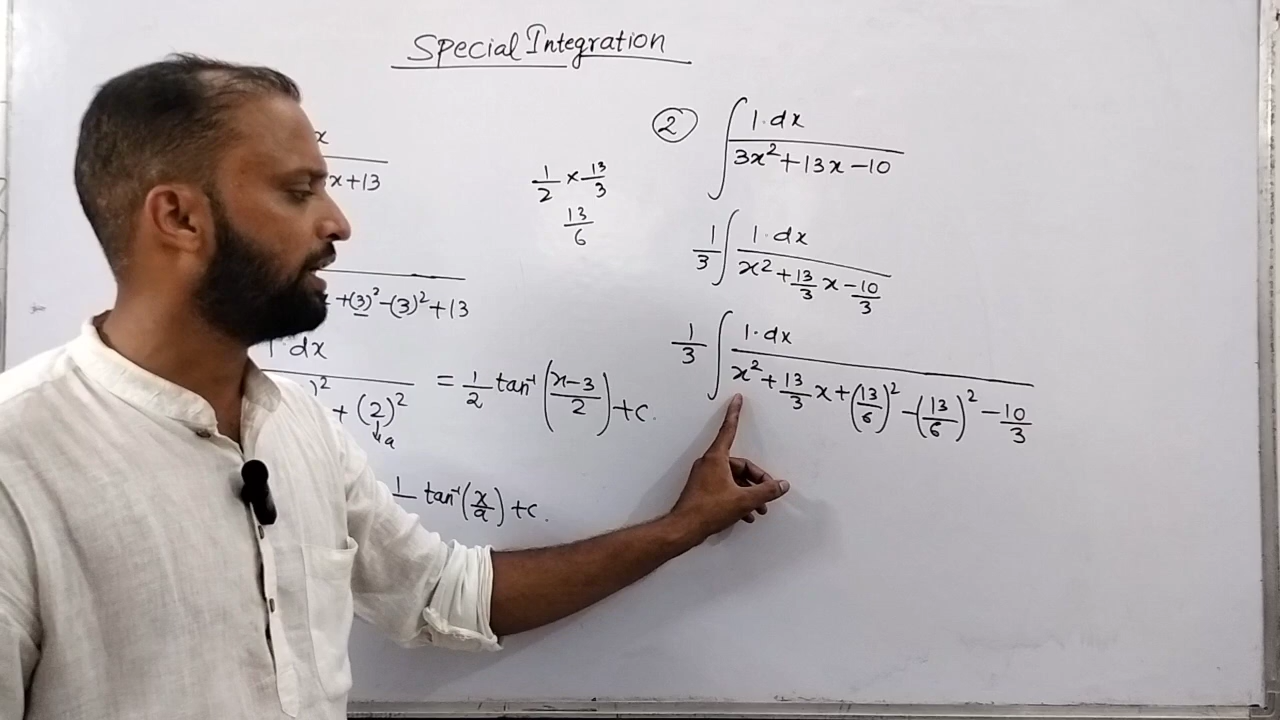 Special Integration
x
x+13
+(3)²-(3)²+13
1·dx
)²+(2)²
a
= 1/2 tan⁻¹((x-3)/2)+c.
1/ tan⁻¹(x/a)+c.
1/2 × 13/3
13/6
② ∫ 1·dx/(3x²+13x-10)
1/3 ∫ 1·dx/(x²+13/3 x-10/3)
1/3 ∫ 1·dx/(x²+13/3 x+(13/6)²-(13/6)²-10/3)